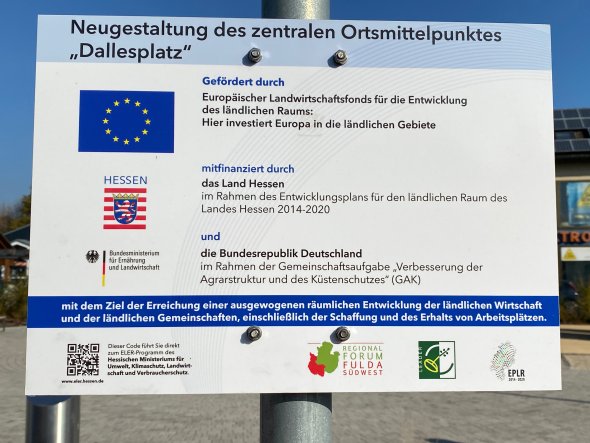 Neugestaltung des zentralen Ortsmittelpunktes
„Dallesplatz“
Gefördert durch
Europäischer Landwirtschaftsfonds für die Entwicklung
des ländlichen Raums:
Hier investiert Europa in die ländlichen Gebiete
HESSEN
mitfinanziert durch
das Land Hessen
im Rahmen des Entwicklungsplans für den ländlichen Raum des
Landes Hessen 2014-2020
Bundesministerium
für Ernährung
und Landwirtschaft
und
die Bundesrepublik Deutschland
im Rahmen der Gemeinschaftsaufgabe „Verbesserung der
Agrarstruktur und des Küstenschutzes“ (GAK)
mit dem Ziel der Erreichung einer ausgewogenen räumlichen Entwicklung der ländlichen Wirtschaft
und der ländlichen Gemeinschaften, einschließlich der Schaffung und des Erhalts von Arbeitsplätzen.
Dieser Code führt Sie direkt
zum ELER-Programm des
Hessischen Ministeriums für
Umwelt, Klimaschutz, Landwirt-
schaft und Verbraucherschutz.
www.eler.hessen.de
REGIONAL
FORUM
FULDA
SÜDWEST
LEADER
EPLR
2014 - 2020
TRO